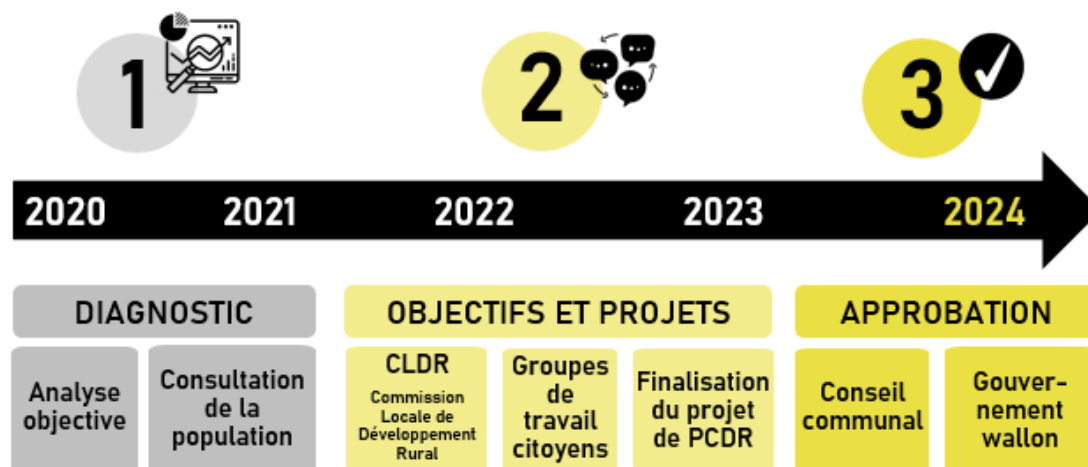 1
2
3
2020 2021 2022 2023 2024
DIAGNOSTIC
OBJECTIFS ET PROJETS
APPROBATION
Analyse
objective
Consultation
de la
population
CLDR
Commission
Locale de
Développement
Rural
Groupes
de
travail
citoyens
Finalisation
du projet
de PCDR
Conseil
communal
Gouver-
nement
wallon